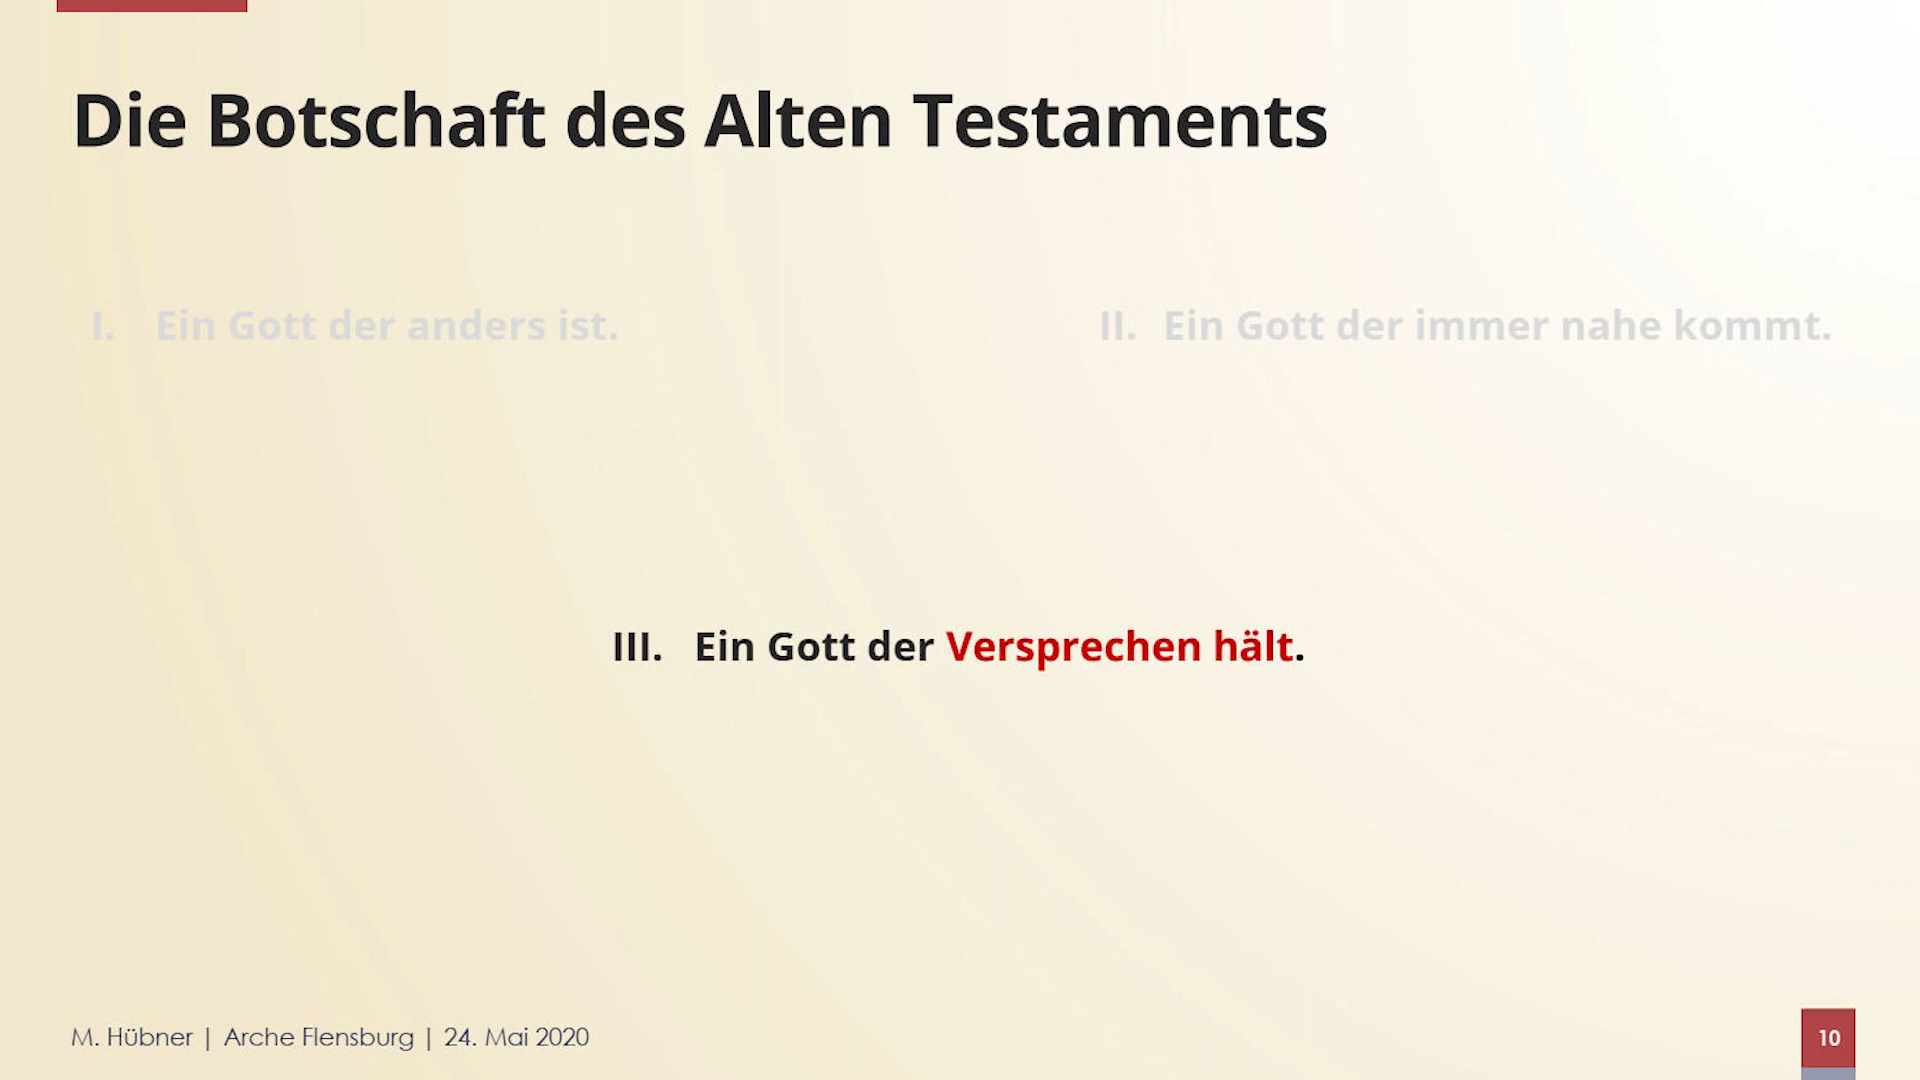 Die Botschaft des Alten Testaments
I. Ein Gott der anders ist.
II. Ein Gott der immer nahe kommt.
III. Ein Gott der Versprechen hält.
M. Hübner | Arche Flensburg | 24. Mai 2020
10